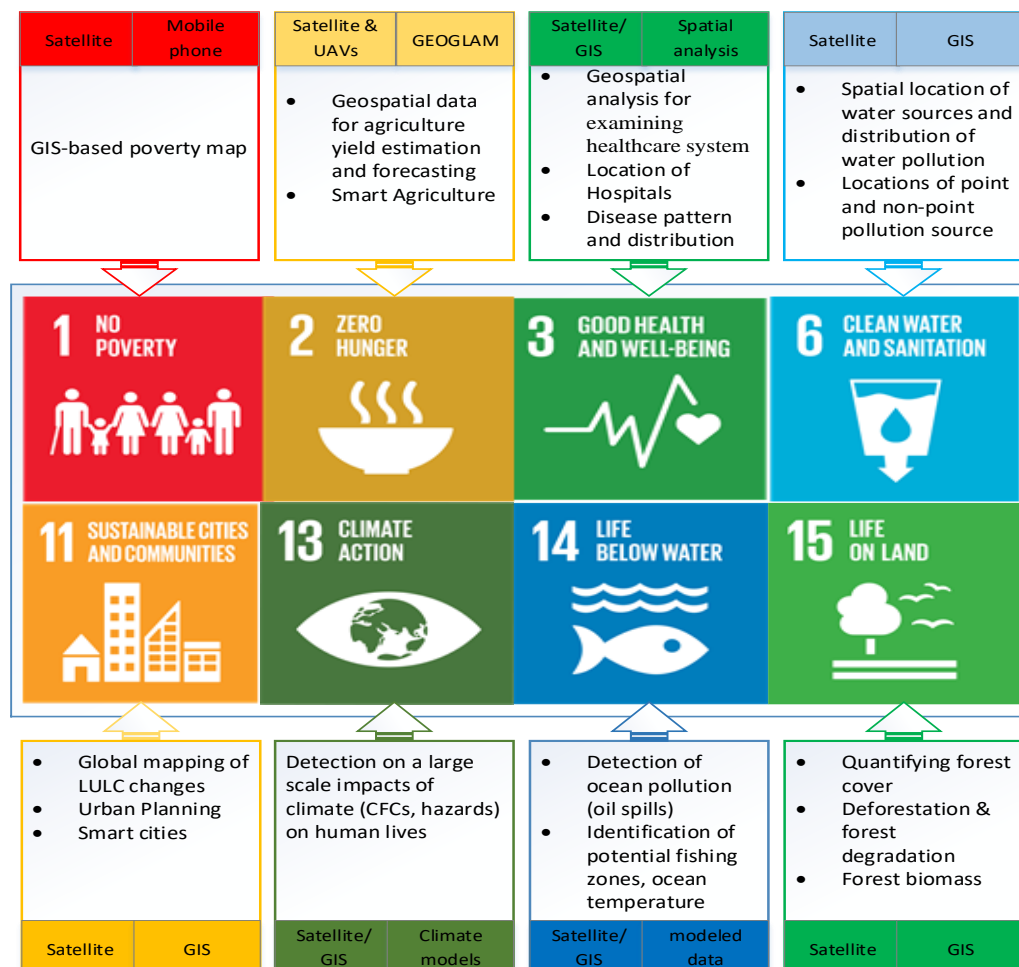 Satellite
Mobile
phone
GIS-based poverty map
Satellite &
UAVs
GEOGLAM
• Geospatial data
for agriculture
yield estimation
and forecasting
• Smart Agriculture
Satellite/
GIS
Spatial
analysis
• Geospatial
analysis for
examining
healthcare system
• Location of
Hospitals
• Disease pattern
and distribution
Satellite
GIS
• Spatial location of
water sources and
distribution of
water pollution
• Locations of point
and non-point
pollution source
1 NO
POVERTY
2 ZERO
HUNGER
3 GOOD HEALTH
AND WELL-BEING
6 CLEAN WATER
AND SANITATION
11 SUSTAINABLE CITIES
AND COMMUNITIES
13 CLIMATE
ACTION
14 LIFE
BELOW WATER
15 LIFE
ON LAND
• Global mapping of
LULC changes
• Urban Planning
• Smart cities
Satellite
GIS
Detection on a large
scale impacts of
climate (CFCs, hazards)
on human lives
Satellite/
GIS
Climate
models
• Detection of
ocean pollution
(oil spills)
• Identification of
potential fishing
zones, ocean
temperature
Satellite/
GIS
modeled
data
• Quantifying forest
cover
• Deforestation &
forest
degradation
• Forest biomass
Satellite
GIS